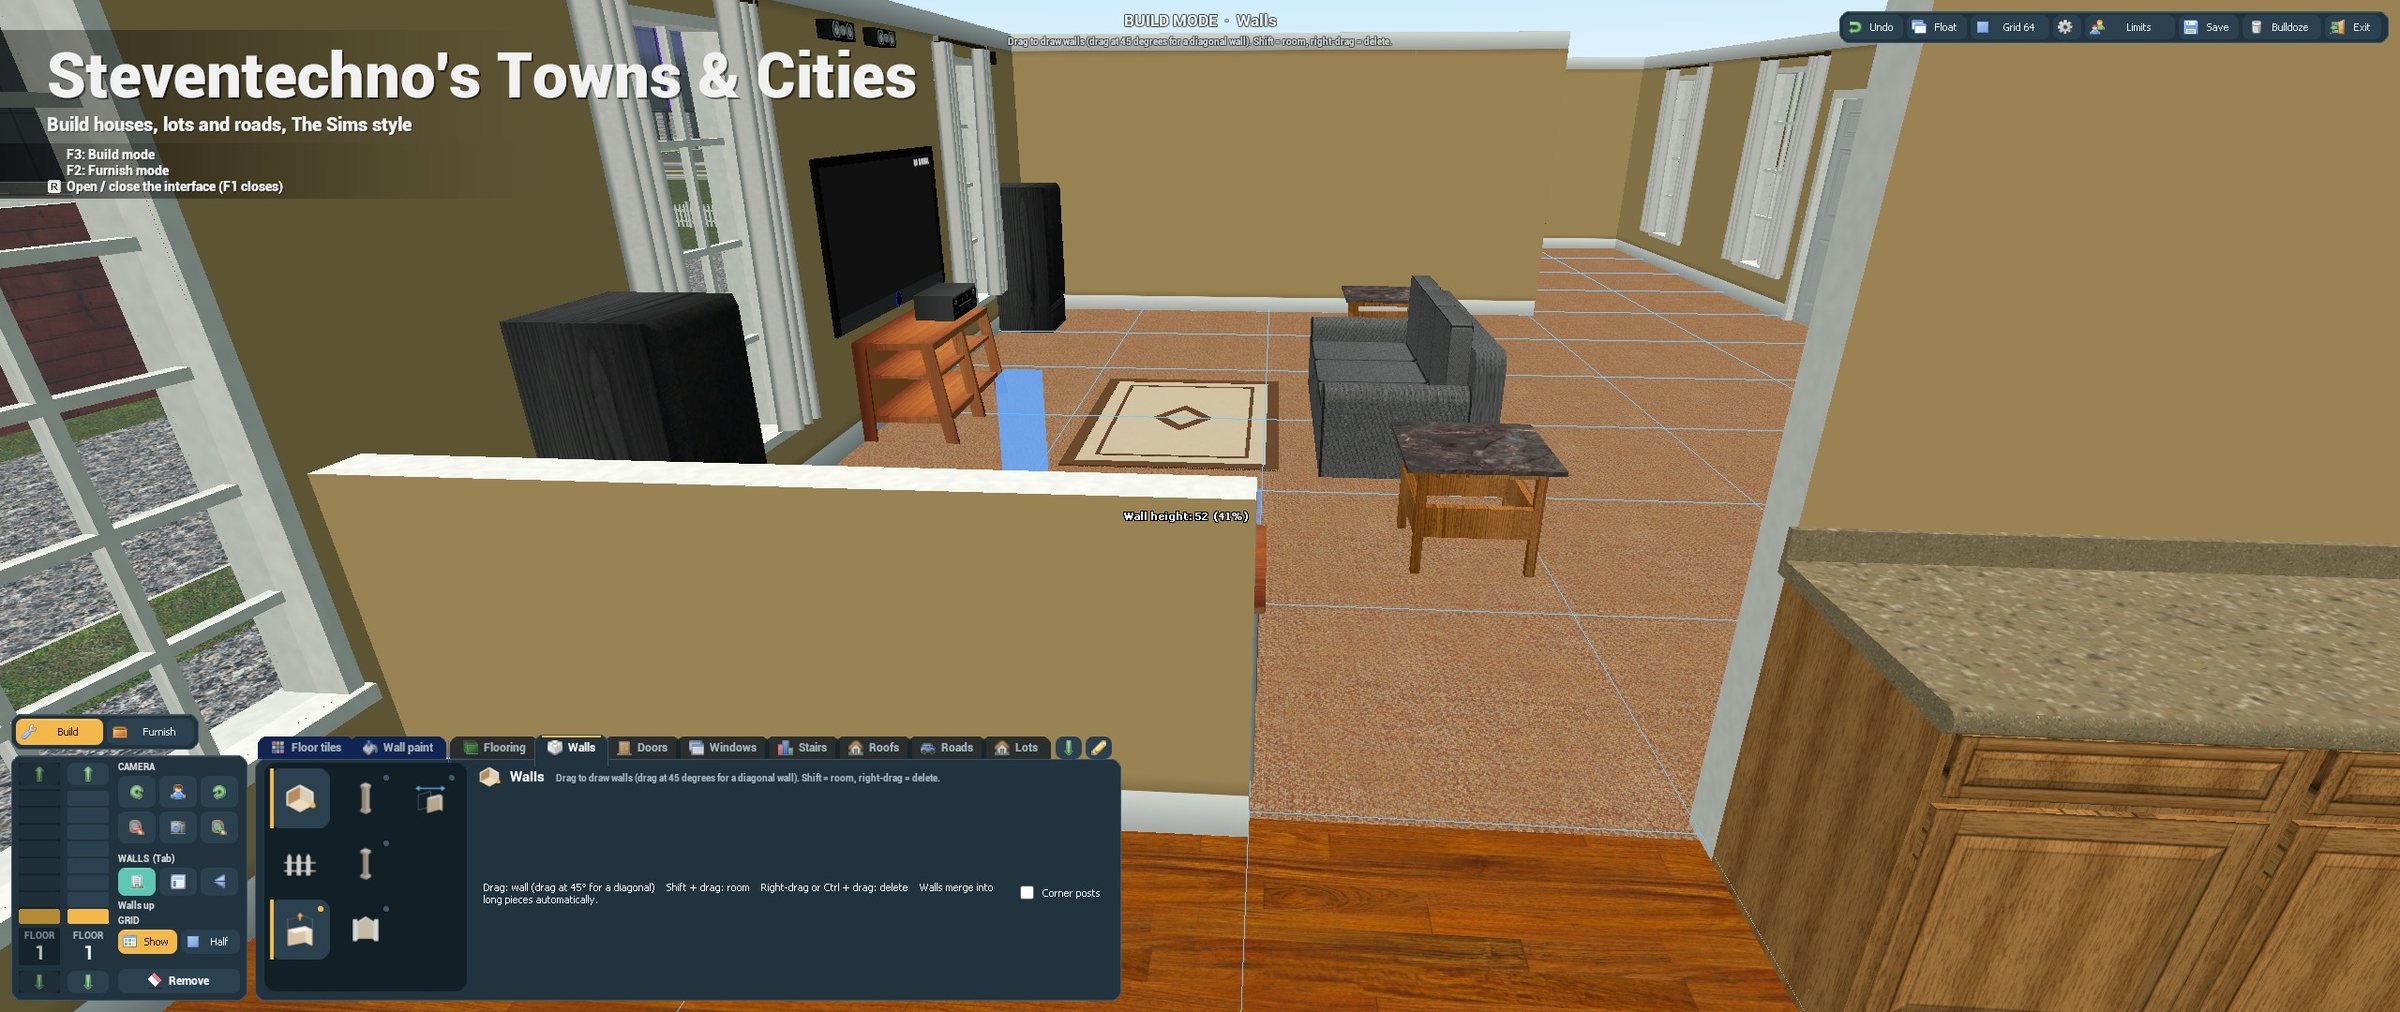 BUILD MODE · Walls
Drag to draw walls (drag at 45 degrees for a diagonal wall). Shift = room, right-drag = delete.
Undo
Float
Grid 64
Limits
Save
Bulldoze
Exit
Steventechno's Towns & Cities
Build houses, lots and roads, The Sims style
F3: Build mode
F2: Furnish mode
R Open / close the interface (F1 closes)
Wall height: 52 (41%)
Build
Furnish
Floor tiles
Wall paint
Flooring
Walls
Doors
Windows
Stairs
Roofs
Roads
Lots
CAMERA
WALLS (Tab)
Walls up
GRID
Show
Half
Remove
FLOOR
1
FLOOR
1
Walls
Drag to draw walls (drag at 45 degrees for a diagonal wall). Shift = room, right-drag = delete.
Drag: wall (drag at 45° for a diagonal) Shift + drag: room Right-drag or Ctrl + drag: delete Walls merge into
long pieces automatically.
Corner posts